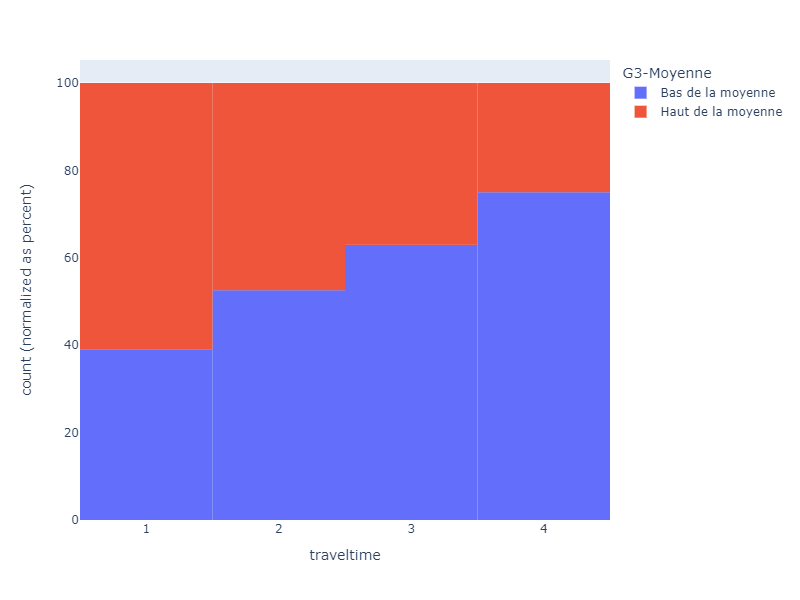 G3-Moyenne
Bas de la moyenne
Haut de la moyenne
count (normalized as percent)
100
80
60
40
20
0
1 2 3 4
traveltime